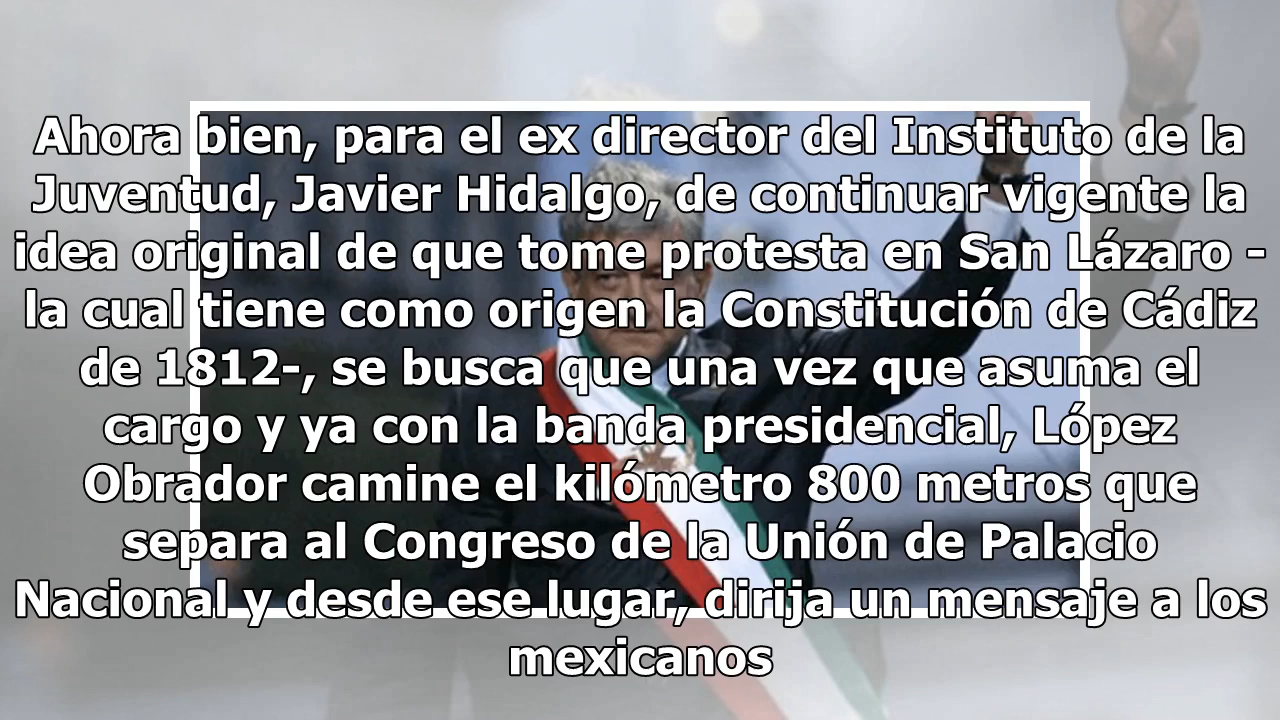 Ahora bien, para el ex director del Instituto de la
Juventud, Javier Hidalgo, de continuar vigente la
idea original de que tome protesta en San Lázaro -
la cual tiene como origen la Constitución de Cádiz
de 1812-, se busca que una vez que asuma el
cargo y ya con la banda presidencial, López
Obrador camine el kilómetro 800 metros que
separa al Congreso de la Unión de Palacio
Nacional y desde ese lugar, dirija un mensaje a los
mexicanos